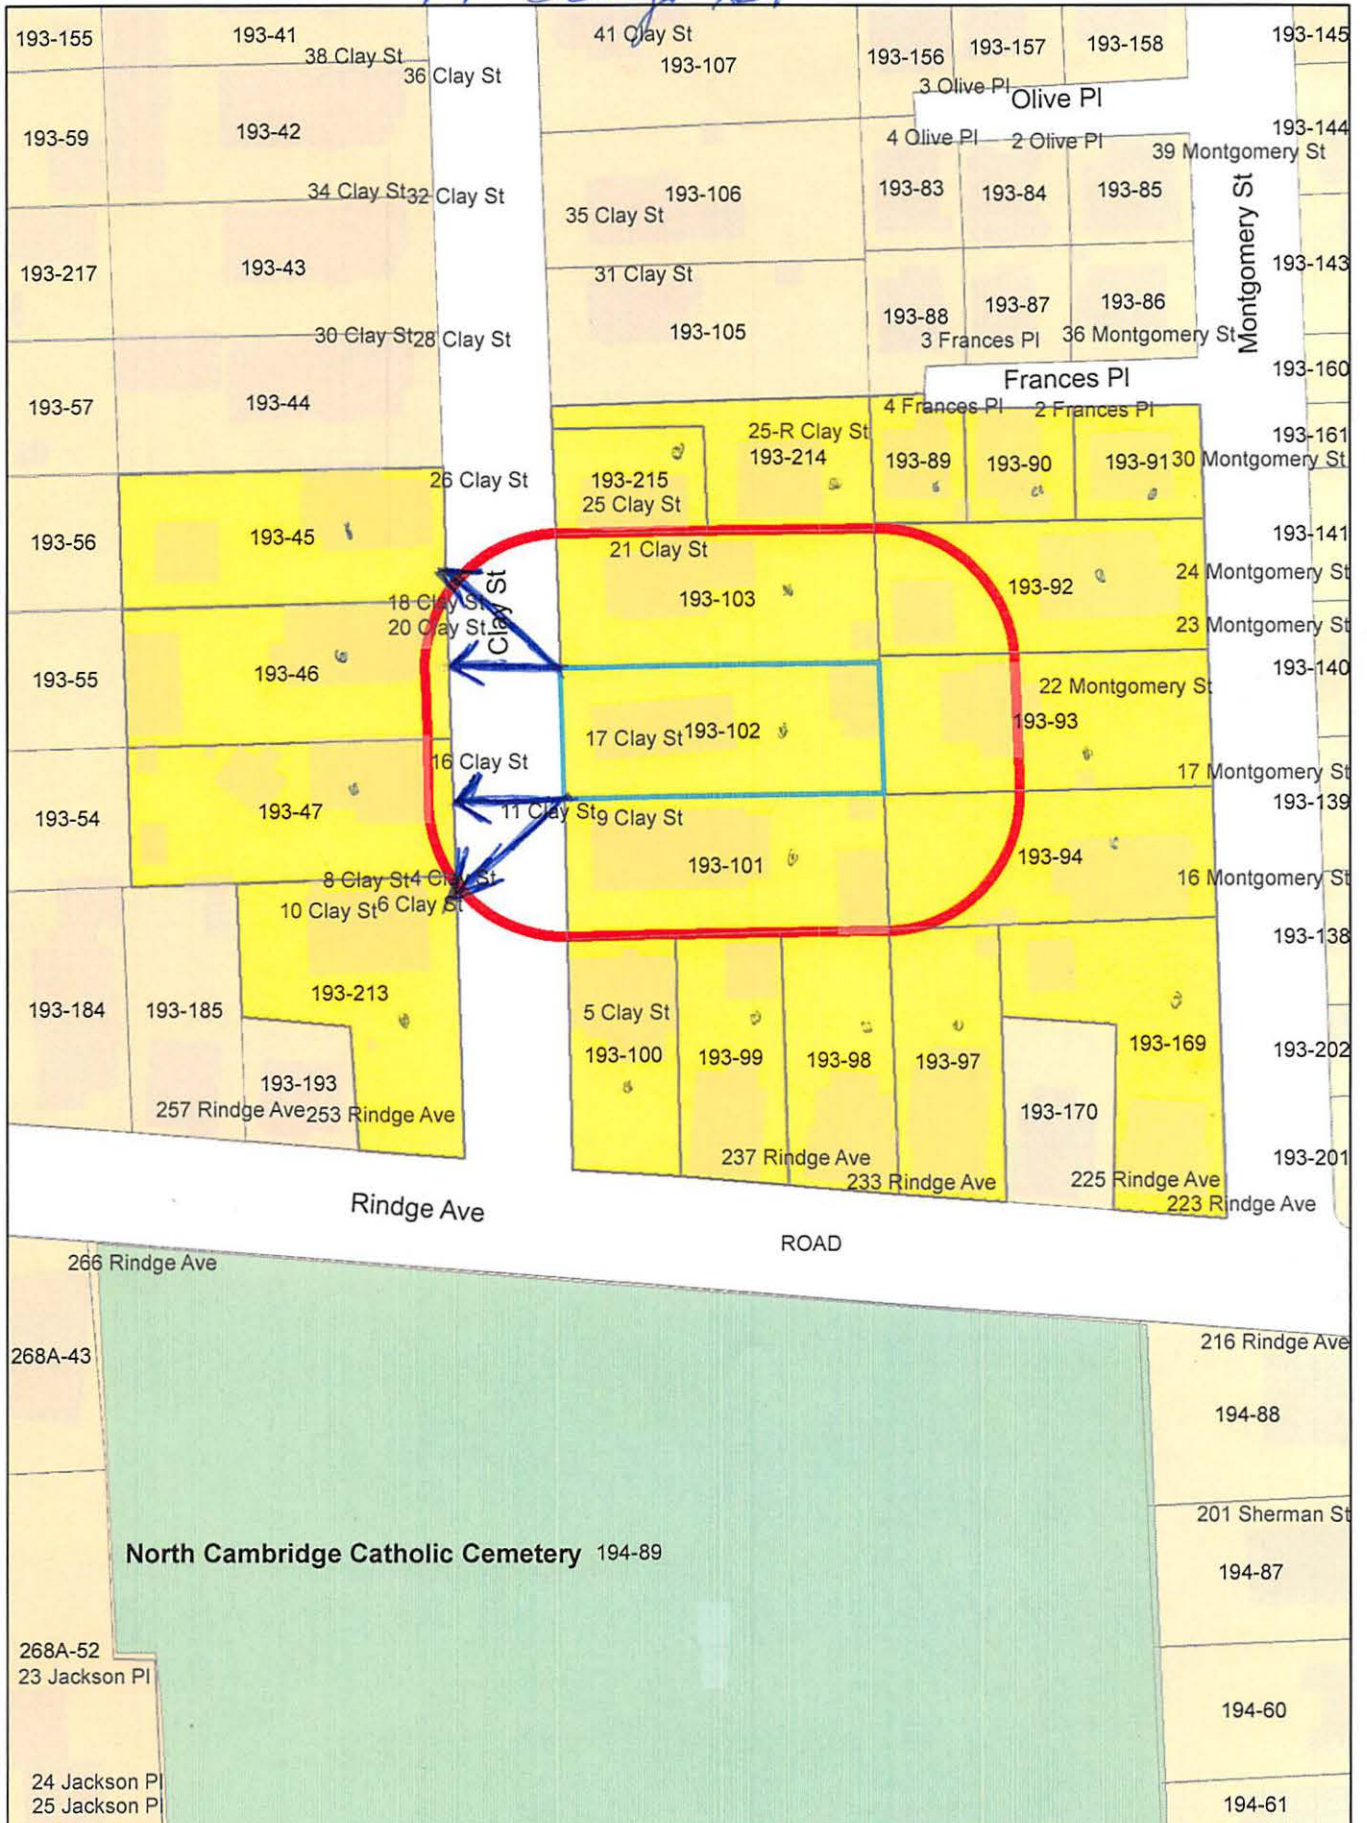 193-155
193-41
38 Clay St
36 Clay St
41 Clay St
193-107
193-156
193-157
193-158
193-145
3 Olive Pl
Olive Pl
193-59
193-42
4 Olive Pl
2 Olive Pl
193-144
39 Montgomery St
34 Clay St
32 Clay St
193-106
35 Clay St
193-83
193-84
193-85
Montgomery St
193-217
193-43
31 Clay St
193-143
193-105
193-88
193-87
193-86
30 Clay St
28 Clay St
3 Frances Pl
36 Montgomery St
193-160
Frances Pl
193-57
193-44
4 Frances Pl
2 Frances Pl
25-R Clay St
193-161
193-214
193-89
193-90
193-91
30 Montgomery St
26 Clay St
193-215
25 Clay St
193-56
193-45
21 Clay St
193-141
24 Montgomery St
193-92
18 Clay St
20 Clay St
Clay St
193-103
23 Montgomery St
193-55
193-46
193-140
22 Montgomery St
193-93
17 Clay St
193-102
16 Clay St
17 Montgomery St
193-54
193-47
11 Clay St
9 Clay St
193-139
193-101
193-94
8 Clay St
4 Clay St
16 Montgomery St
10 Clay St
6 Clay St
193-138
193-184
193-185
193-213
5 Clay St
193-100
193-99
193-98
193-97
193-169
193-202
193-193
193-170
257 Rindge Ave
253 Rindge Ave
237 Rindge Ave
233 Rindge Ave
225 Rindge Ave
193-201
223 Rindge Ave
Rindge Ave
ROAD
266 Rindge Ave
268A-43
216 Rindge Ave
194-88
201 Sherman St
North Cambridge Catholic Cemetery 194-89
194-87
268A-52
23 Jackson Pl
194-60
24 Jackson Pl
25 Jackson Pl
194-61